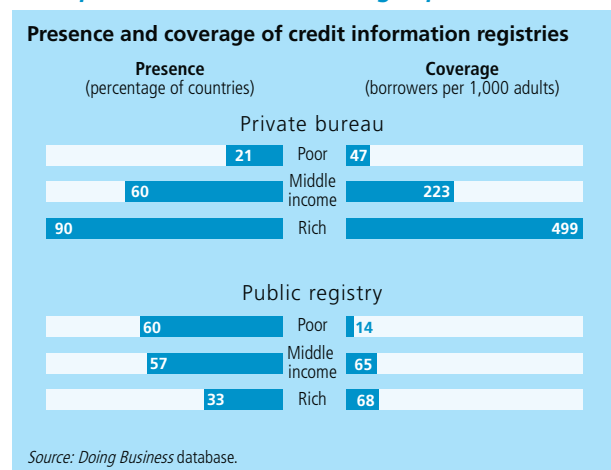 Presence and coverage of credit information registries
Presence Coverage
(percentage of countries) (borrowers per 1,000 adults)
Private bureau
21 Poor 47
60 Middle income 223
90 Rich 499
Public registry
60 Poor 14
57 Middle income 65
33 Rich 68
Source: Doing Business database.